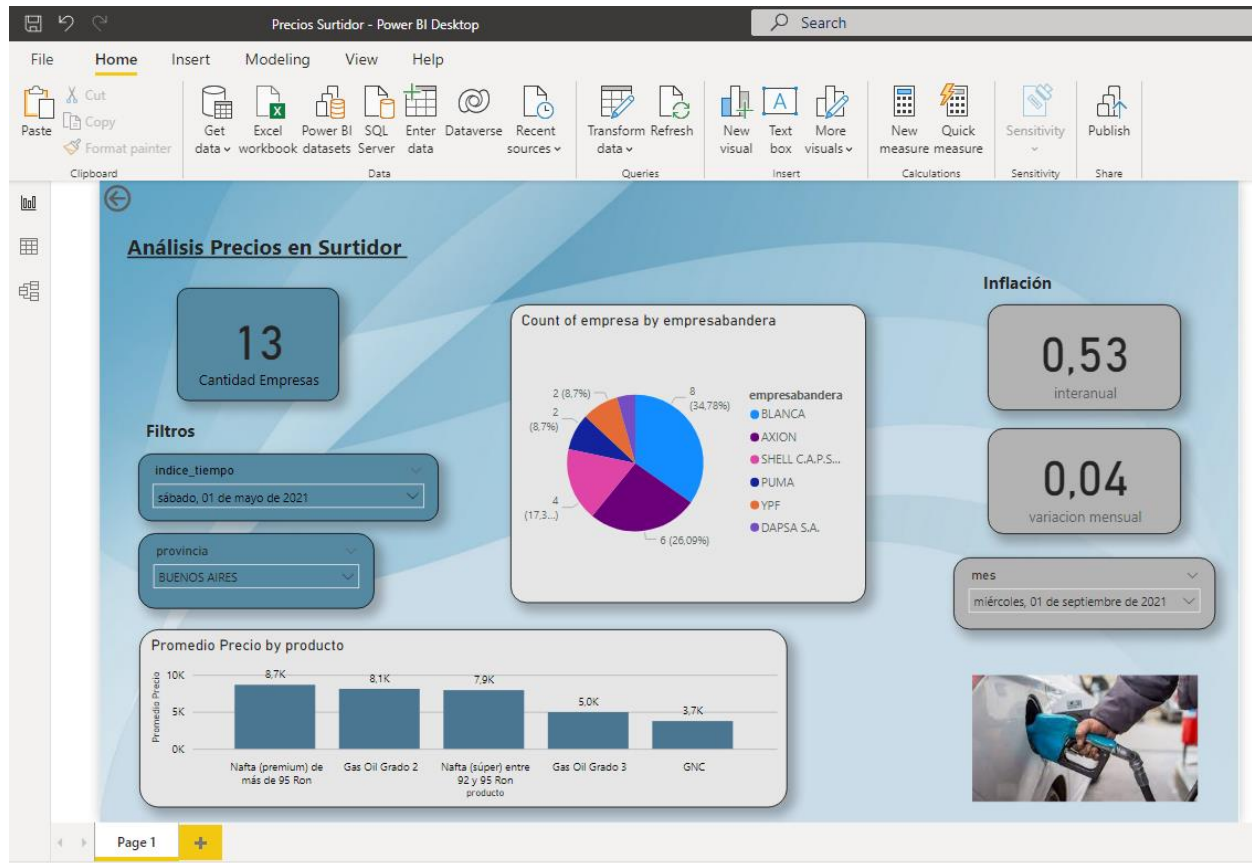 Precios Surtidor - Power BI Desktop
Search
File Home Insert Modeling View Help
Paste
Cut
Copy
Format painter
Clipboard
Get data
Excel workbook
Power BI datasets
SQL Server
Enter data
Dataverse
Recent sources
Data
Transform data
Refresh
Queries
New visual
Text box
More visuals
Insert
New measure
Quick measure
Calculations
Sensitivity
Sensitivity
Publish
Share
Análisis Precios en Surtidor
13
Cantidad Empresas
Filtros
indice_tiempo
sábado, 01 de mayo de 2021
provincia
BUENOS AIRES
Count of empresa by empresabandera
2 (8,7%)
8
(34,78%)
2
(8,7%)
4
(17,3...)
6 (26,09%)
empresabandera
BLANCA
AXION
SHELL C.A.P.S...
PUMA
YPF
DAPSA S.A.
Inflación
0,53
interanual
0,04
variacion mensual
mes
miércoles, 01 de septiembre de 2021
Promedio Precio by producto
Promedio Precio
10K
5K
0K
8,7K
8,1K
7,9K
5,0K
3,7K
Nafta (premium) de
más de 95 Ron
Gas Oil Grado 2
Nafta (súper) entre
92 y 95 Ron
Gas Oil Grado 3
GNC
producto
Page 1